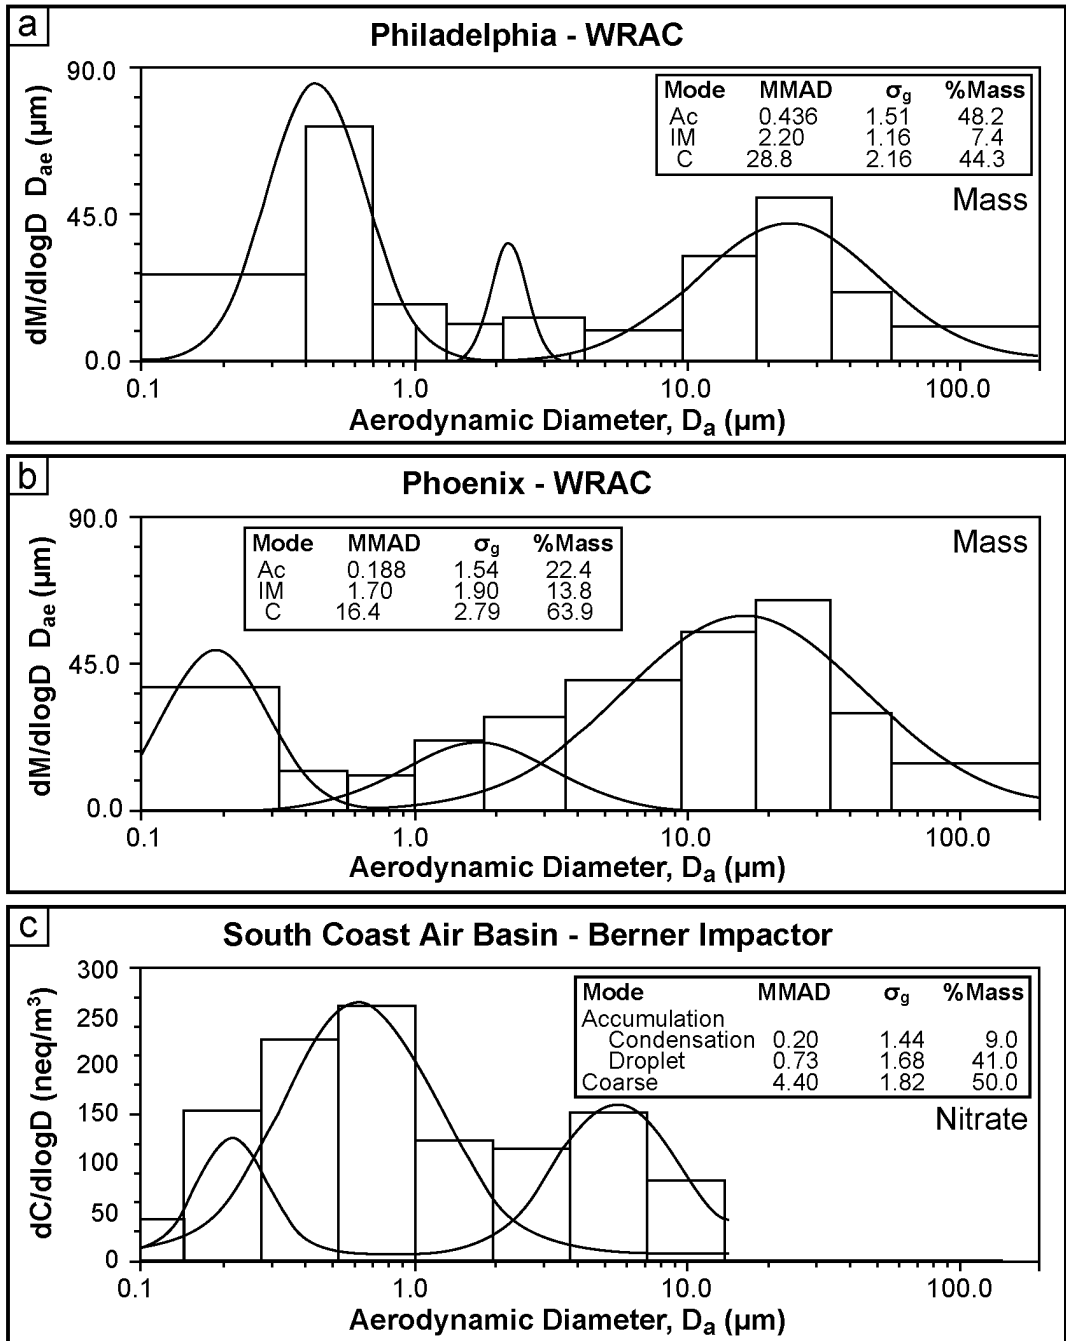 a
Philadelphia - WRAC
90.0
45.0
0.0
dM/dlogD Dae (µm)
Mode MMAD σg %Mass
Ac 0.436 1.51 48.2
IM 2.20 1.16 7.4
C 28.8 2.16 44.3
Mass
0.1 1.0 10.0 100.0
Aerodynamic Diameter, Da (µm)
b
Phoenix - WRAC
90.0
45.0
0.0
dM/dlogD Dae (µm)
Mode MMAD σg %Mass
Ac 0.188 1.54 22.4
IM 1.70 1.90 13.8
C 16.4 2.79 63.9
Mass
0.1 1.0 10.0 100.0
Aerodynamic Diameter, Da (µm)
c
South Coast Air Basin - Berner Impactor
300
250
200
150
100
50
0
dC/dlogD (neq/m³)
Mode MMAD σg %Mass
Accumulation
Condensation 0.20 1.44 9.0
Droplet 0.73 1.68 41.0
Coarse 4.40 1.82 50.0
Nitrate
0.1 1.0 10.0 100.0
Aerodynamic Diameter, Da (µm)